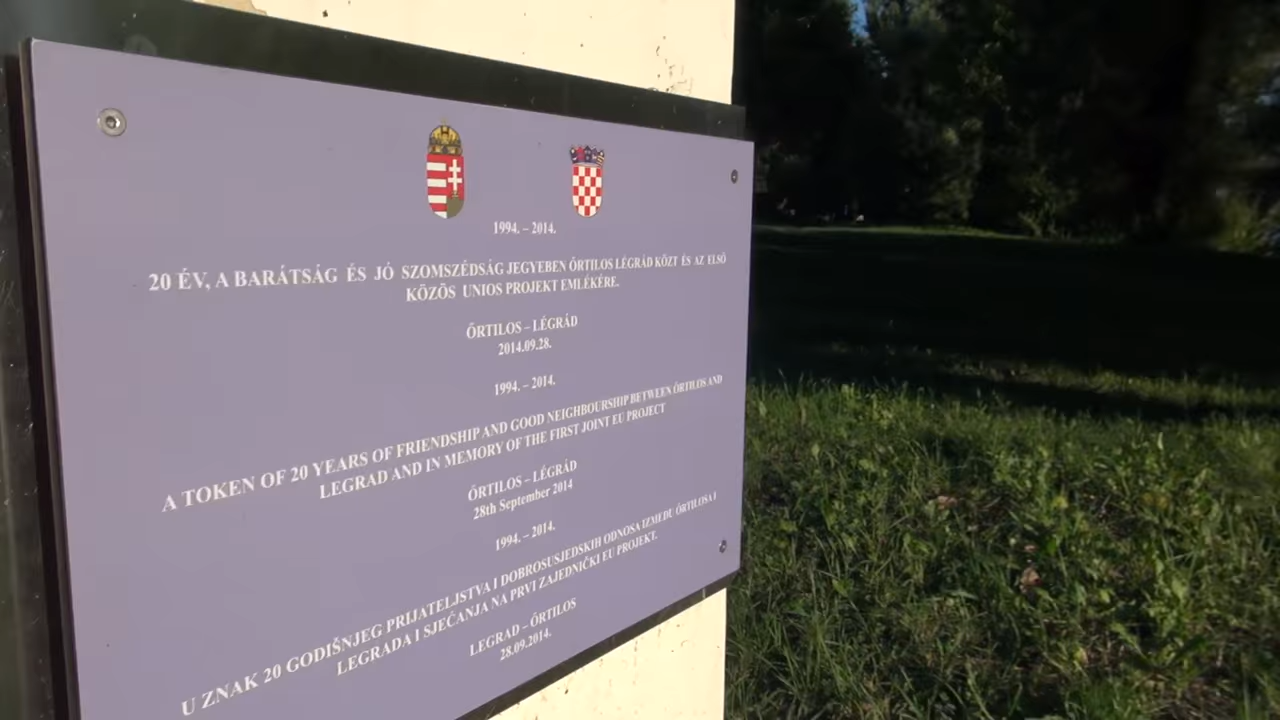 1994. – 2014.
20 ÉV, A BARÁTSÁG ÉS JÓ SZOMSZÉDSÁG JEGYEBEN ŐRTILOS LÉGRÁD KÖZT ÉS AZ ELSŐ
KÖZÖS UNIOS PROJEKT EMLÉKÉRE.
ŐRTILOS – LÉGRÁD
2014.09.28.
1994. – 2014.
A TOKEN OF 20 YEARS OF FRIENDSHIP AND GOOD NEIGHBOURSHIP BETWEEN ŐRTILOS AND
LEGRAD AND IN MEMORY OF THE FIRST JOINT EU PROJECT
ŐRTILOS – LÉGRÁD
28th September 2014
1994. – 2014.
U ZNAK 20 GODIŠNJEG PRIJATELJSTVA I DOBROSUSJEDSKIH ODNOSA IZMEĐU ŐRTILOSA I
LEGRADA I SJEĆANJA NA PRVI ZAJEDNIČKI EU PROJEKT.
LEGRAD – ŐRTILOS
28.09.2014.